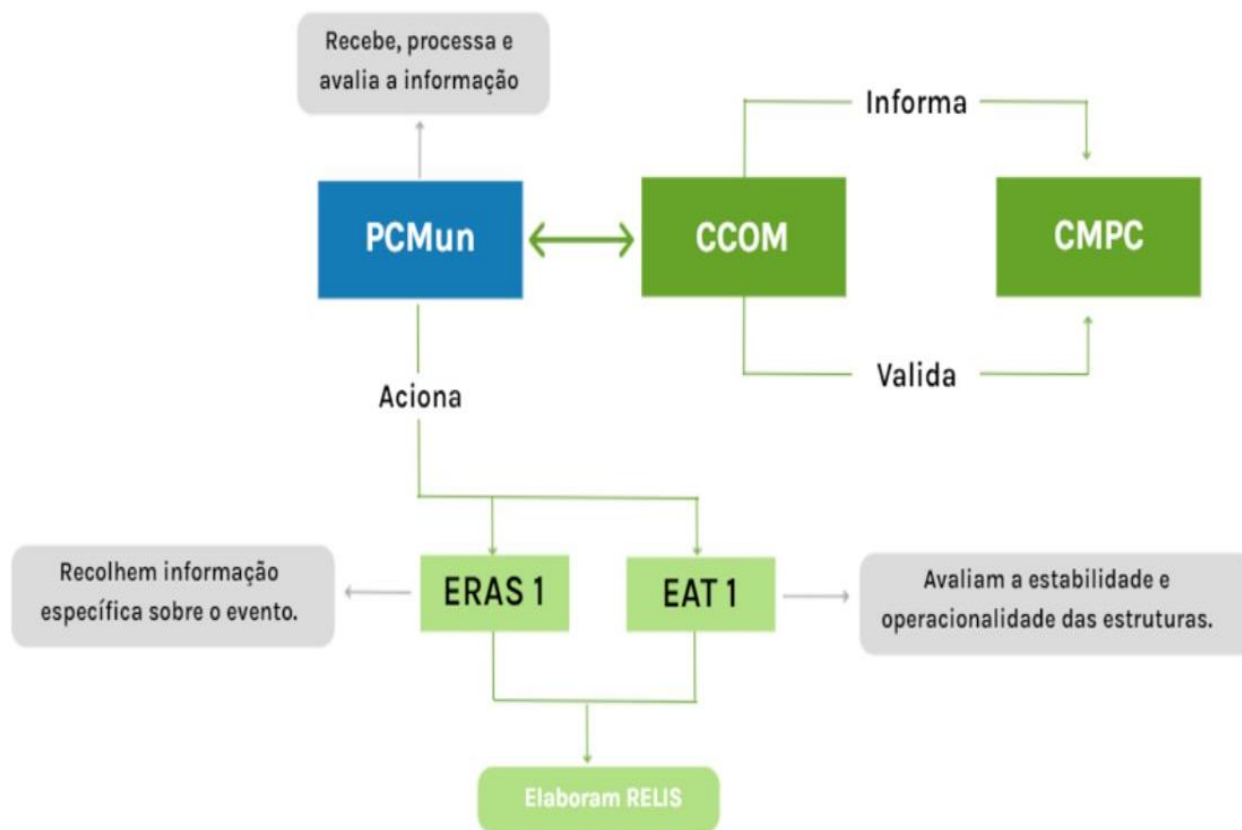 Recebe, processa e
avalia a informação
Informa
PCMun
CCOM
CMPC
Valida
Aciona
Recolhem informação
específica sobre o evento.
ERAS 1
EAT 1
Avaliam a estabilidade e
operacionalidade das estruturas.
Elaboram RELIS